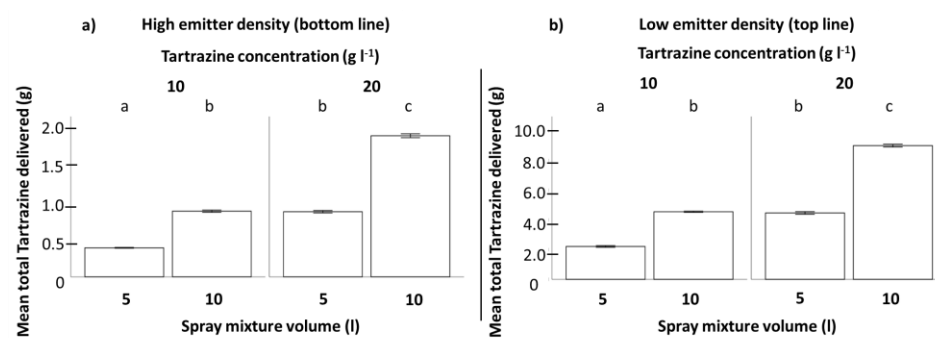 a) High emitter density (bottom line)
Tartrazine concentration (g l-1)
10 20
a b b c
Mean total Tartrazine delivered (g)
2.0
1.5
1.0
0.5
0
5 10 5 10
Spray mixture volume (l)
b) Low emitter density (top line)
Tartrazine concentration (g l-1)
10 20
a b b c
Mean total Tartrazine delivered (g)
10.0
8.0
6.0
4.0
2.0
0
5 10 5 10
Spray mixture volume (l)